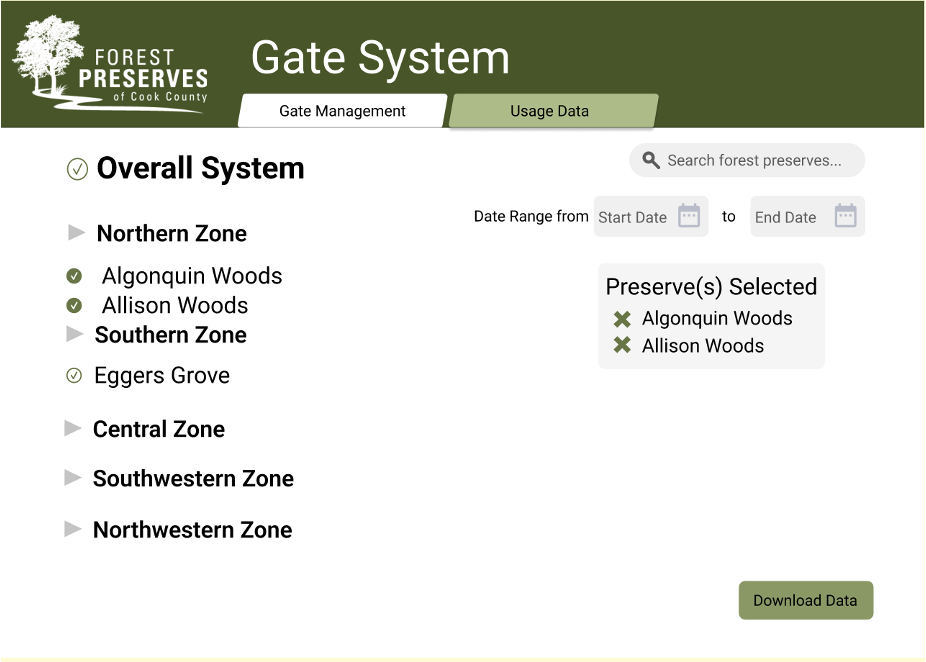 FOREST
PRESERVES
of Cook County
Gate System
Gate Management
Usage Data
Overall System
Search forest preserves...
Date Range from
Start Date
to
End Date
Northern Zone
Algonquin Woods
Allison Woods
Southern Zone
Eggers Grove
Central Zone
Southwestern Zone
Northwestern Zone
Preserve(s) Selected
Algonquin Woods
Allison Woods
Download Data